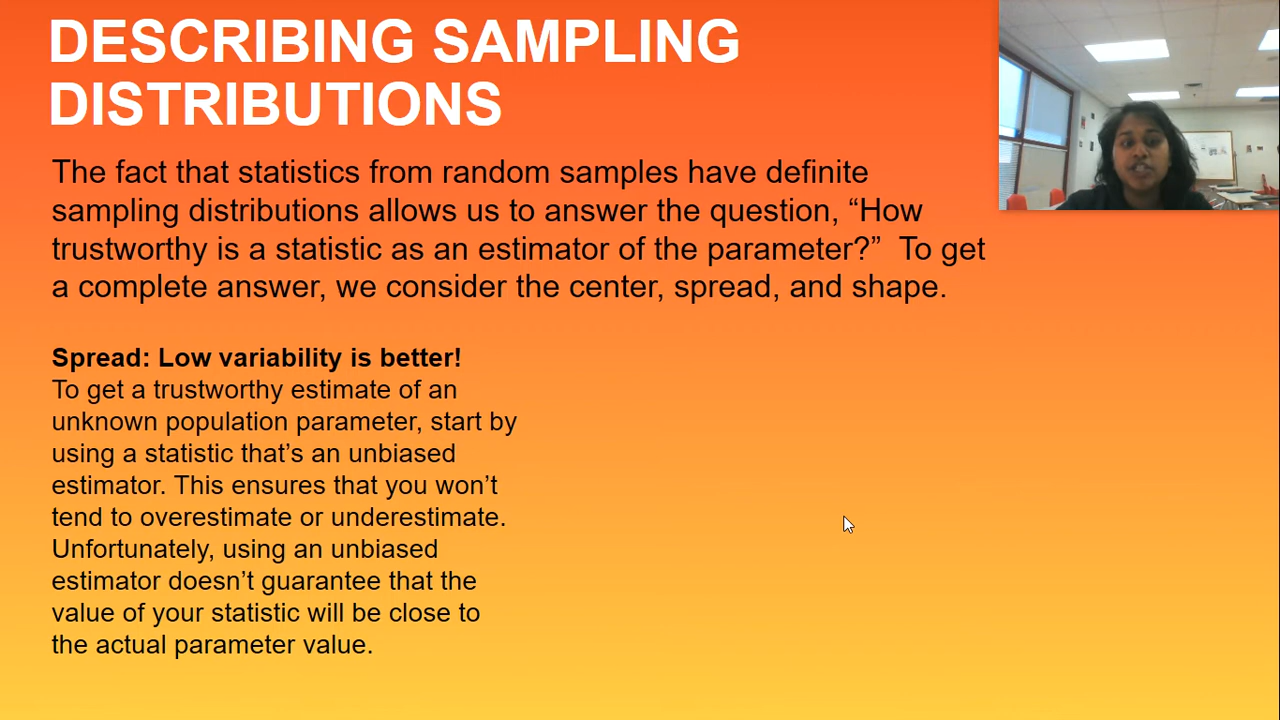 DESCRIBING SAMPLING
DISTRIBUTIONS
The fact that statistics from random samples have definite
sampling distributions allows us to answer the question, “How
trustworthy is a statistic as an estimator of the parameter?”  To get
a complete answer, we consider the center, spread, and shape.
Spread: Low variability is better!
To get a trustworthy estimate of an
unknown population parameter, start by
using a statistic that’s an unbiased
estimator. This ensures that you won’t
tend to overestimate or underestimate.
Unfortunately, using an unbiased
estimator doesn’t guarantee that the
value of your statistic will be close to
the actual parameter value.